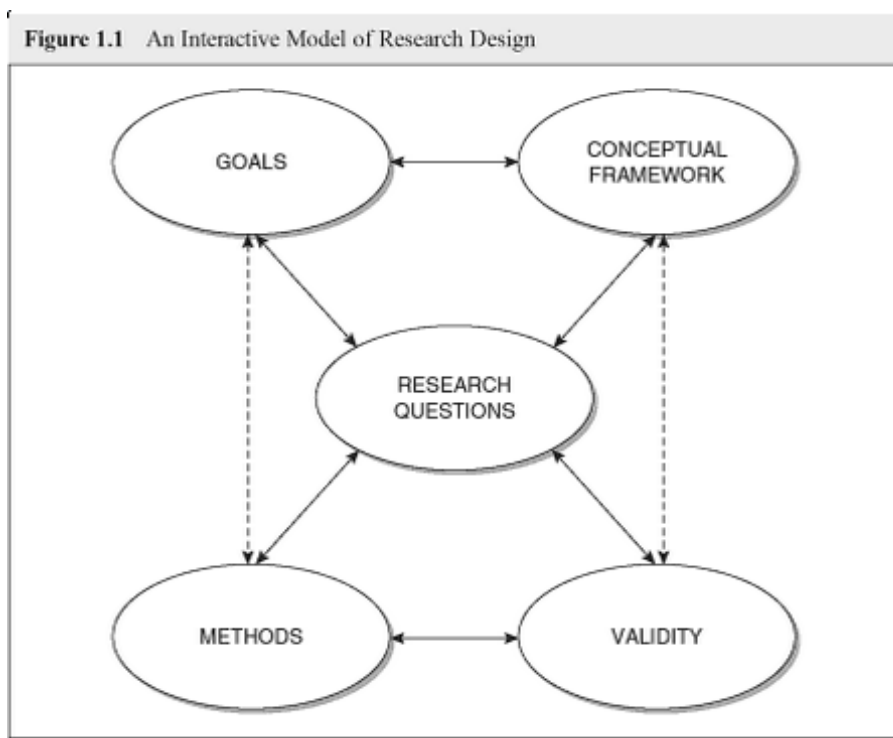 Figure 1.1 An Interactive Model of Research Design
GOALS
CONCEPTUAL
FRAMEWORK
RESEARCH
QUESTIONS
METHODS
VALIDITY